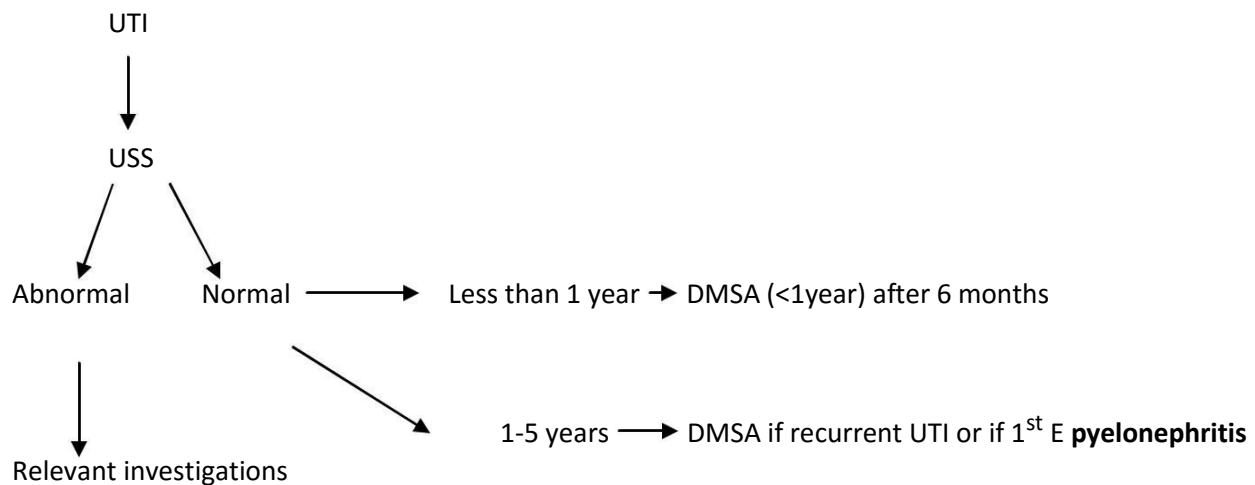 UTI
USS
Abnormal Normal Less than 1 year DMSA (<1year) after 6 months
1-5 years DMSA if recurrent UTI or if 1st E pyelonephritis
Relevant investigations